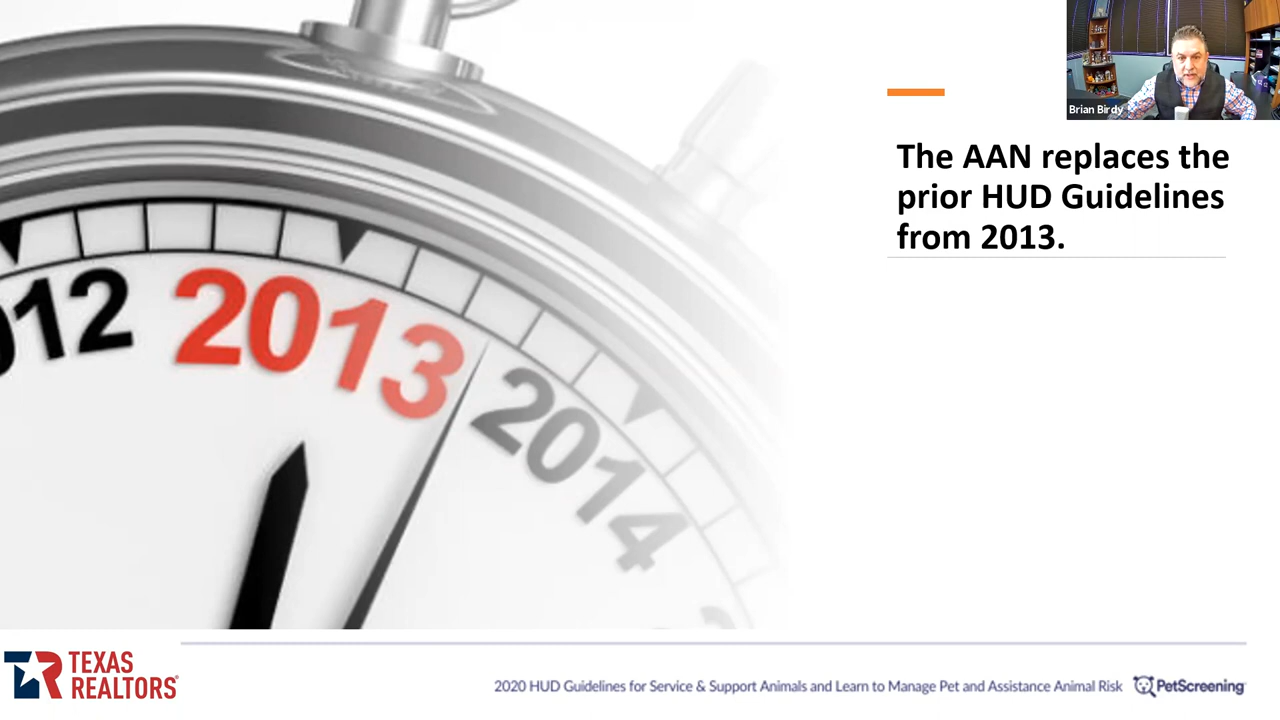 Brian Birdy
The AAN replaces the
prior HUD Guidelines
from 2013.
2013
2014
TEXAS
REALTORS
2020 HUD Guidelines for Service & Support Animals and Learn to Manage Pet and Assistance Animal Risk
PetScreening